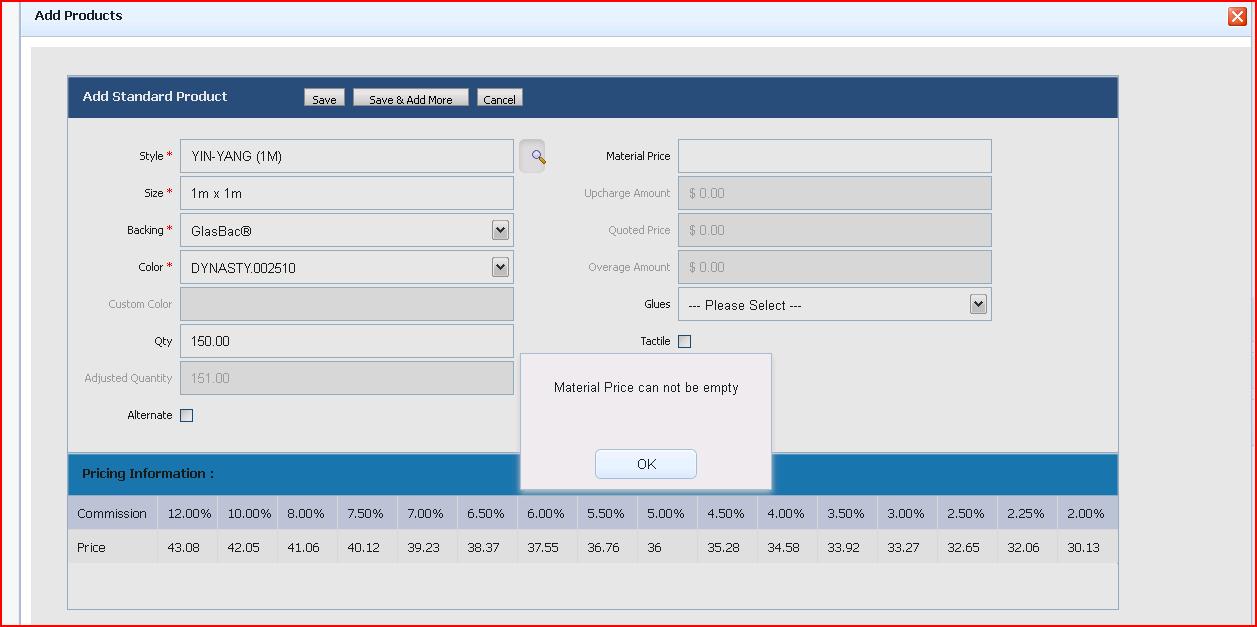 Add Products
Add Standard Product Save Save & Add More Cancel
Style * YIN-YANG (1M) Material Price
Size * 1m x 1m Upcharge Amount $ 0.00
Backing * GlasBac® Quoted Price $ 0.00
Color * DYNASTY.002510 Overage Amount $ 0.00
Custom Color Glues --- Please Select ---
Qty 150.00 Tactile
Adjusted Quantity 151.00
Material Price can not be empty
Alternate
OK
Pricing Information :
Commission 12.00% 10.00% 8.00% 7.50% 7.00% 6.50% 6.00% 5.50% 5.00% 4.50% 4.00% 3.50% 3.00% 2.50% 2.25% 2.00%
Price 43.08 42.05 41.06 40.12 39.23 38.37 37.55 36.76 36 35.28 34.58 33.92 33.27 32.65 32.06 30.13